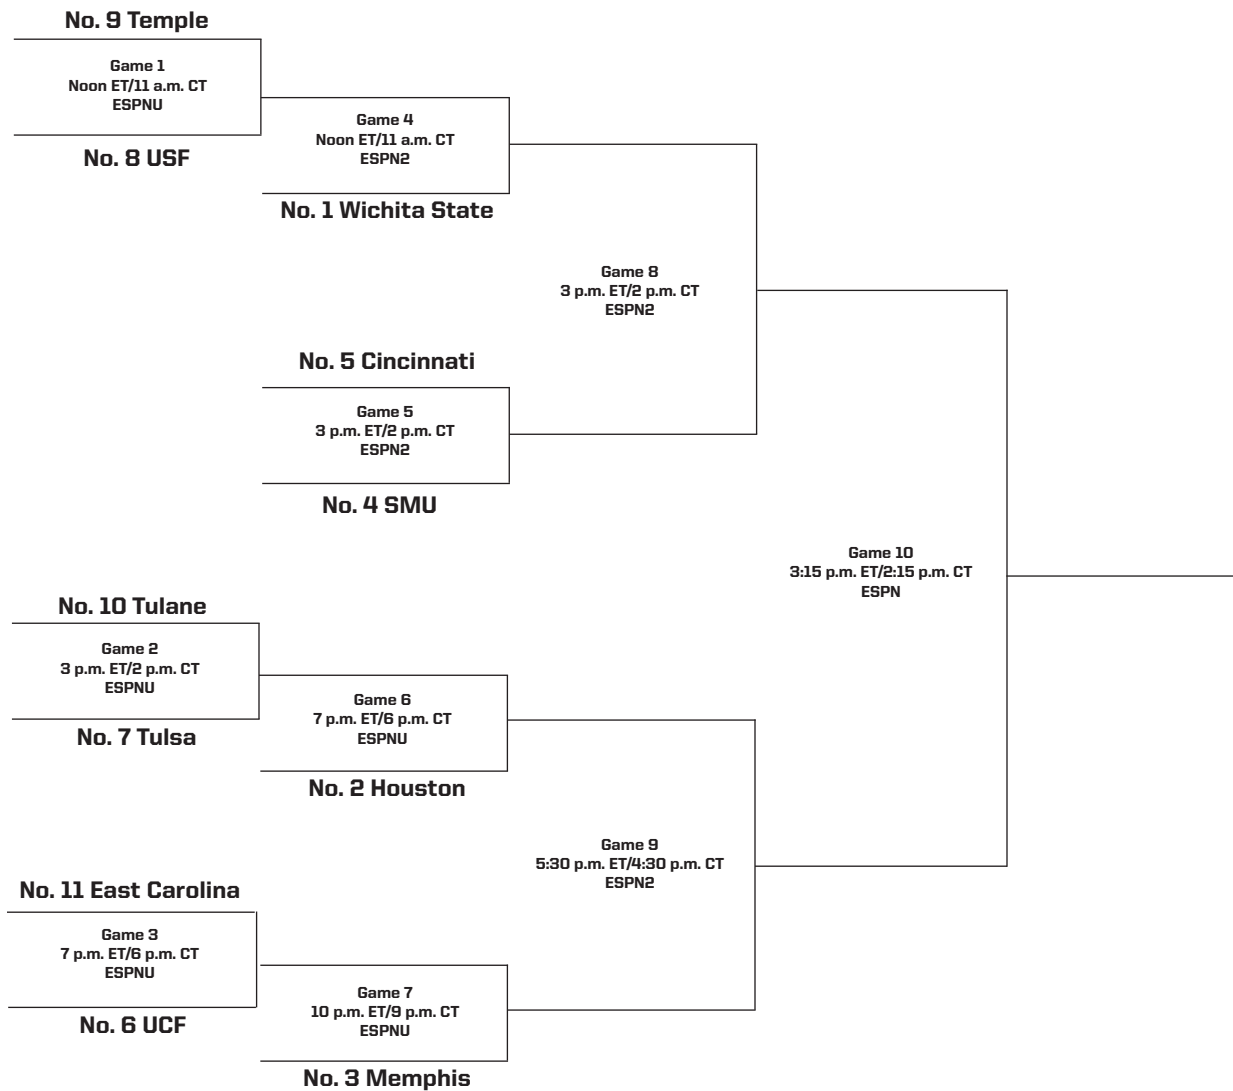 No. 9 Temple
Game 1
Noon ET/11 a.m. CT
ESPNU
No. 8 USF
Game 4
Noon ET/11 a.m. CT
ESPN2
No. 1 Wichita State
Game 8
3 p.m. ET/2 p.m. CT
ESPN2
No. 5 Cincinnati
Game 5
3 p.m. ET/2 p.m. CT
ESPN2
No. 4 SMU
Game 10
3:15 p.m. ET/2:15 p.m. CT
ESPN
No. 10 Tulane
Game 2
3 p.m. ET/2 p.m. CT
ESPNU
No. 7 Tulsa
Game 6
7 p.m. ET/6 p.m. CT
ESPNU
No. 2 Houston
Game 9
5:30 p.m. ET/4:30 p.m. CT
ESPN2
No. 11 East Carolina
Game 3
7 p.m. ET/6 p.m. CT
ESPNU
No. 6 UCF
Game 7
10 p.m. ET/9 p.m. CT
ESPNU
No. 3 Memphis